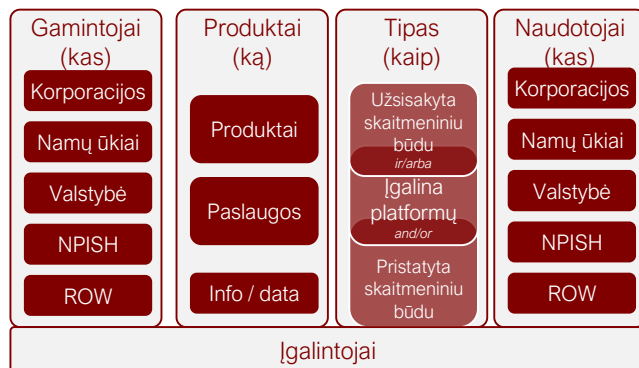 Gamintojai
(kas)
Korporacijos
Namų ūkiai
Valstybė
NPISH
ROW
Produktai
(ką)
Produktai
Paslaugos
Info / data
Tipas
(kaip)
Užsisakyta
skaitmeniniu
būdu
ir/arba
Įgalina
platformų
and/or
Pristatyta
skaitmeniniu
būdu
Naudotojai
(kas)
Korporacijos
Namų ūkiai
Valstybė
NPISH
ROW
Įgalintojai